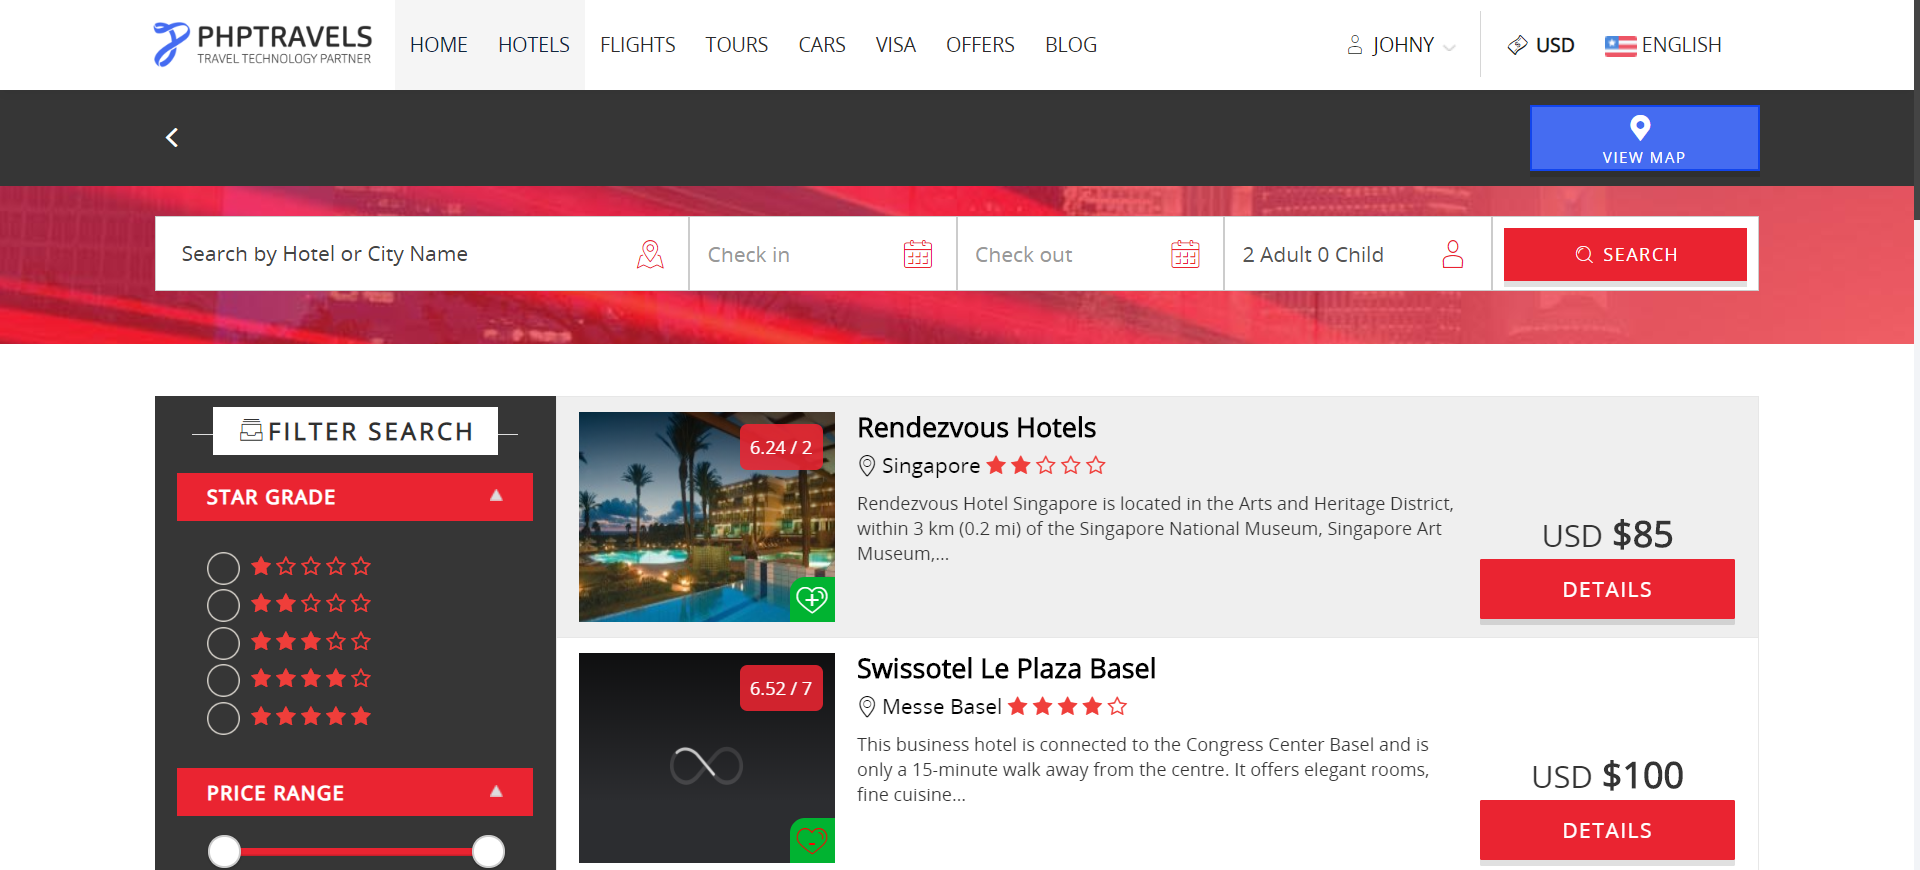 PHPTRAVELS
TRAVEL TECHNOLOGY PARTNER
HOME HOTELS FLIGHTS TOURS CARS VISA OFFERS BLOG
JOHNY USD ENGLISH
VIEW MAP
Search by Hotel or City Name
Check in
Check out
2 Adult 0 Child
SEARCH
FILTER SEARCH
STAR GRADE
PRICE RANGE
6.24 / 2
Rendezvous Hotels
Singapore
Rendezvous Hotel Singapore is located in the Arts and Heritage District,
within 3 km (0.2 mi) of the Singapore National Museum, Singapore Art
Museum,...
USD $85
DETAILS
6.52 / 7
Swissotel Le Plaza Basel
Messe Basel
This business hotel is connected to the Congress Center Basel and is
only a 15-minute walk away from the centre. It offers elegant rooms,
fine cuisine...
USD $100
DETAILS